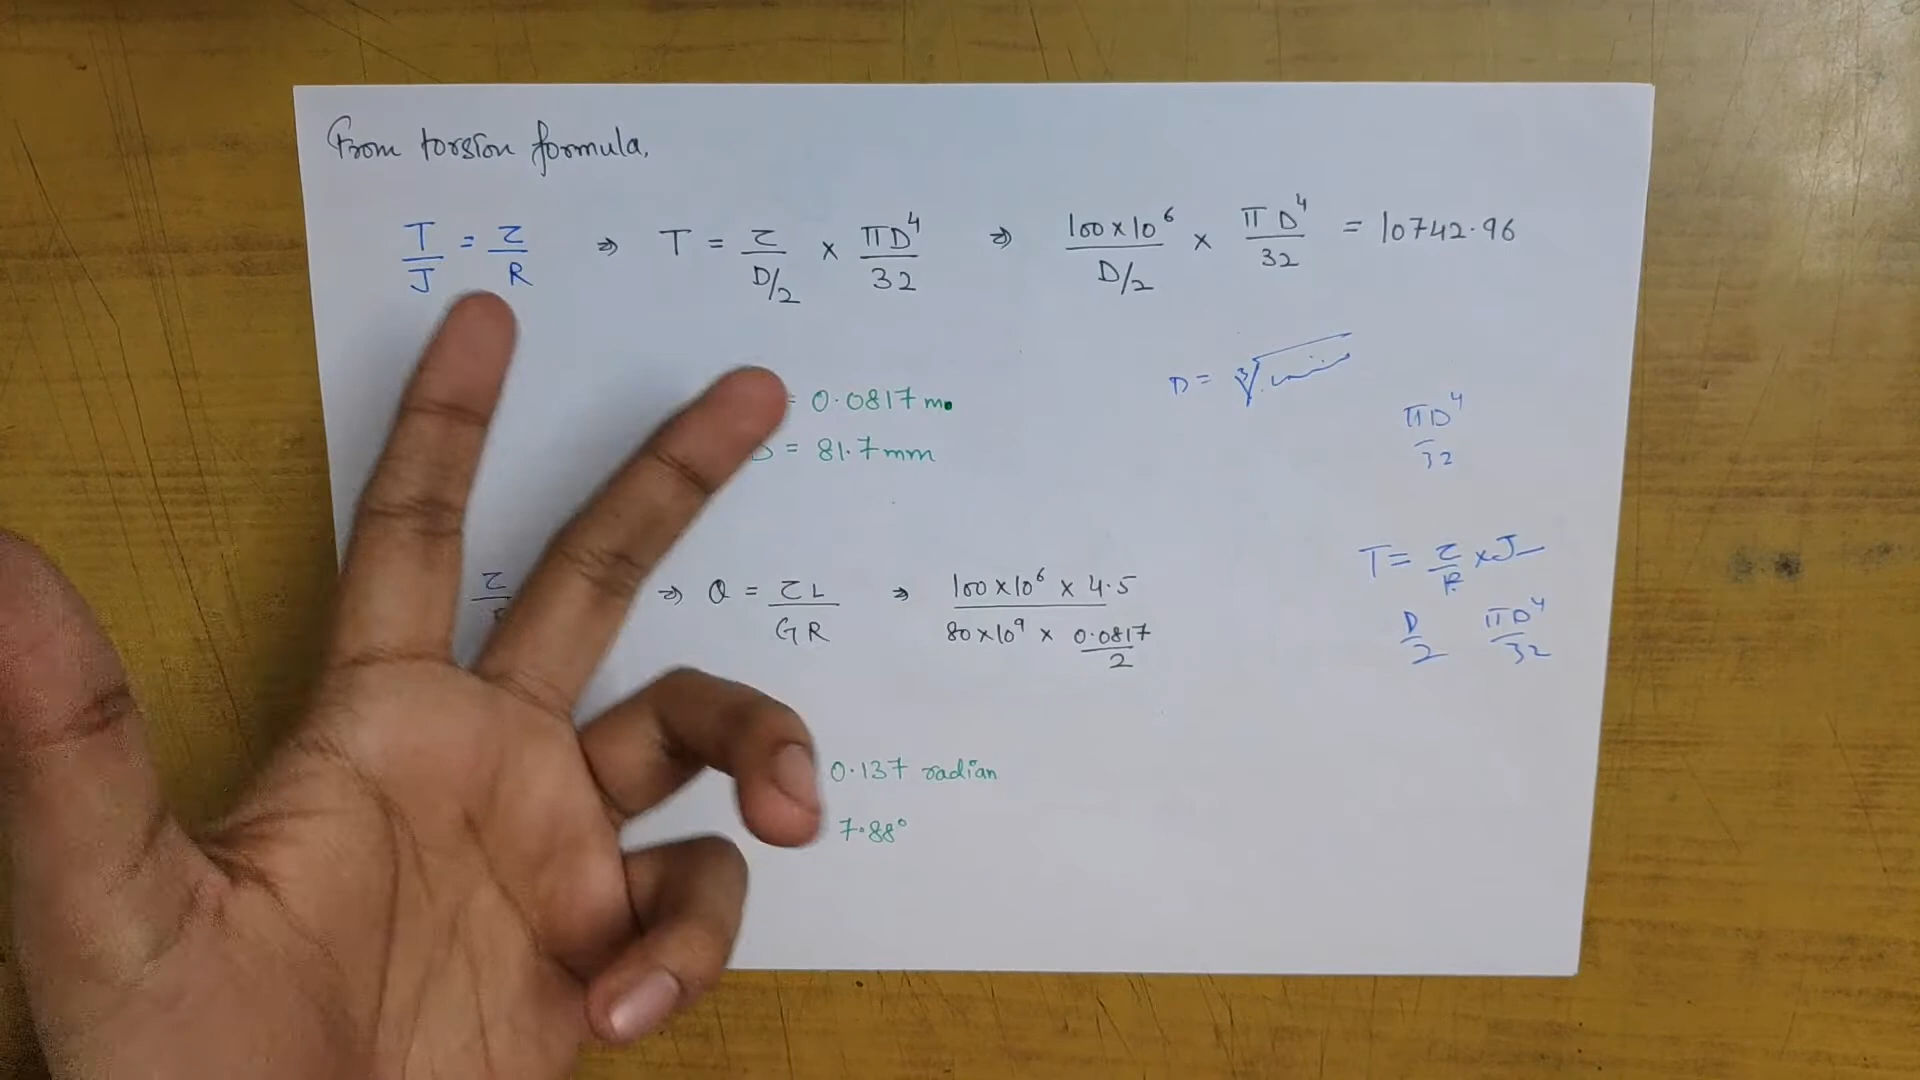 From torsion formula,
T/J = τ/R ⇒ T = τ/(D/2) × πD⁴/32 ⇒ 100×10⁶/(D/2) × πD⁴/32 = 10742.96
D = ∛
= 0.0817 m.
πD⁴/32
D = 81.7 mm
T = τ/R × J
τ ⇒ θ = τL/GR ⇒ 100×10⁶ × 4.5/(80×10⁹ × 0.0817/2)
D/2 πD⁴/32
0.137 radian
7.88°